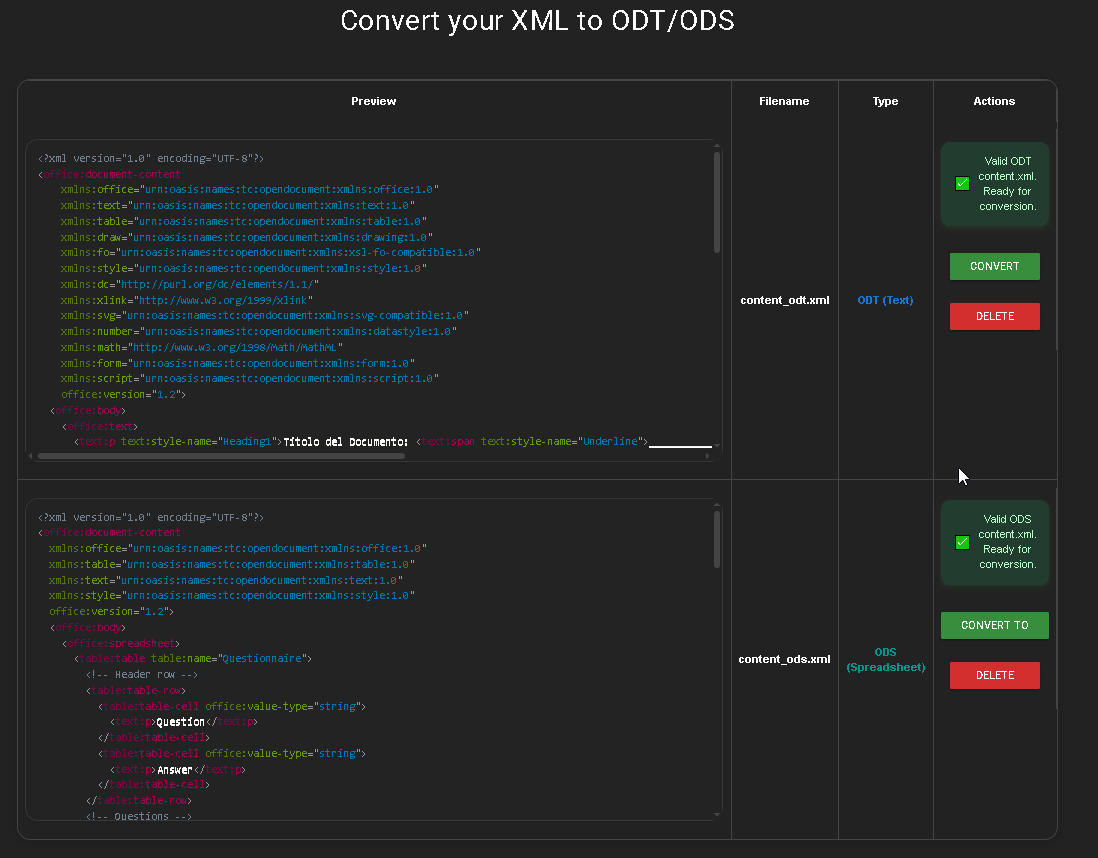 Convert your XML to ODT/ODS
Preview
Filename
Type
Actions
<?xml version="1.0" encoding="UTF-8"?>
<office:document-content
xmlns:office="urn:oasis:names:tc:opendocument:xmlns:office:1.0"
xmlns:text="urn:oasis:names:tc:opendocument:xmlns:text:1.0"
xmlns:table="urn:oasis:names:tc:opendocument:xmlns:table:1.0"
xmlns:draw="urn:oasis:names:tc:opendocument:xmlns:drawing:1.0"
xmlns:fo="urn:oasis:names:tc:opendocument:xmlns:xsl-fo-compatible:1.0"
xmlns:style="urn:oasis:names:tc:opendocument:xmlns:style:1.0"
xmlns:dc="http://purl.org/dc/elements/1.1/"
xmlns:xlink="http://www.w3.org/1999/xlink"
xmlns:svg="urn:oasis:names:tc:opendocument:xmlns:svg-compatible:1.0"
xmlns:number="urn:oasis:names:tc:opendocument:xmlns:datastyle:1.0"
xmlns:math="http://www.w3.org/1998/Math/MathML"
xmlns:form="urn:oasis:names:tc:opendocument:xmlns:form:1.0"
xmlns:script="urn:oasis:names:tc:opendocument:xmlns:script:1.0"
office:version="1.2">
<office:body>
<office:text>
<text:p text:style-name="Heading1">Titolo del Documento: <text:span text:style-name="Underline">__________
content_odt.xml
ODT (Text)
Valid ODT
content.xml.
Ready for
conversion.
CONVERT
DELETE
<?xml version="1.0" encoding="UTF-8"?>
<office:document-content
xmlns:office="urn:oasis:names:tc:opendocument:xmlns:office:1.0"
xmlns:table="urn:oasis:names:tc:opendocument:xmlns:table:1.0"
xmlns:text="urn:oasis:names:tc:opendocument:xmlns:text:1.0"
xmlns:style="urn:oasis:names:tc:opendocument:xmlns:style:1.0"
office:version="1.2">
<office:body>
<office:spreadsheet>
<table:table table:name="Questionnaire">
<!-- Header row -->
<table:table-row>
<table:table-cell office:value-type="string">
<text:p>Question</text:p>
</table:table-cell>
<table:table-cell office:value-type="string">
<text:p>Answer</text:p>
</table:table-cell>
</table:table-row>
<!-- Questions -->
content_ods.xml
ODS
(Spreadsheet)
Valid ODS
content.xml.
Ready for
conversion.
CONVERT TO
DELETE